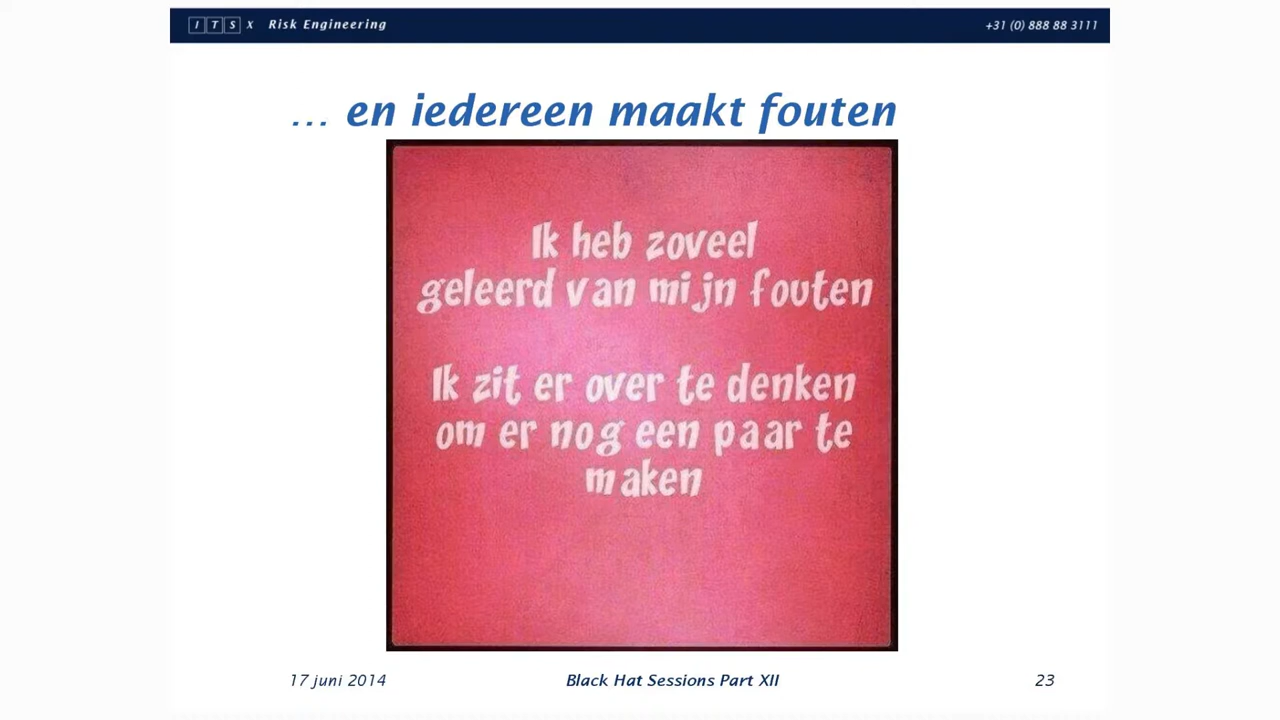 ITSX Risk Engineering
+31 (0) 888 88 3111
... en iedereen maakt fouten
Ik heb zoveel
geleerd van mijn fouten
Ik zit er over te denken
om er nog een paar te
maken
17 juni 2014
Black Hat Sessions Part XII
23